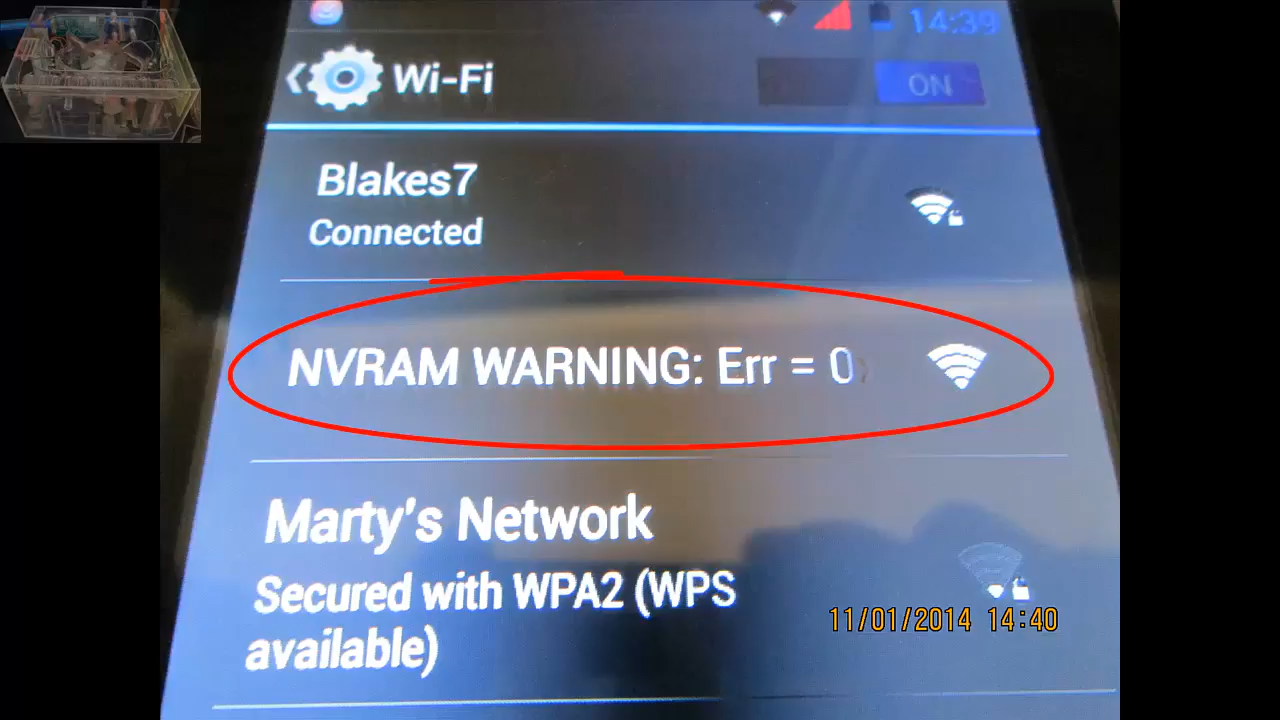 14:39
Wi-Fi
ON
Blakes7
Connected
NVRAM WARNING: Err = 0
Marty's Network
Secured with WPA2 (WPS
available)
11/01/2014 14:40